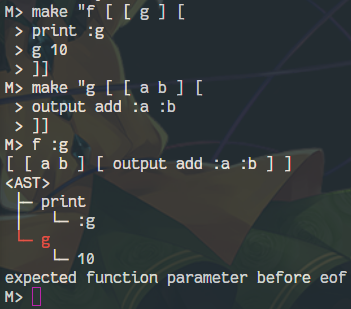 M> make "f [ [ g ] [
 > print :g
 > g 10
 > ]]
M> make "g [ [ a b ] [
 > output add :a :b
 > ]]
M> f :g
[ [ a b ] [ output add :a :b ] ]
<AST>
├─ print
│   └─ :g
└─ g
    └─ 10
expected function parameter before eof
M>